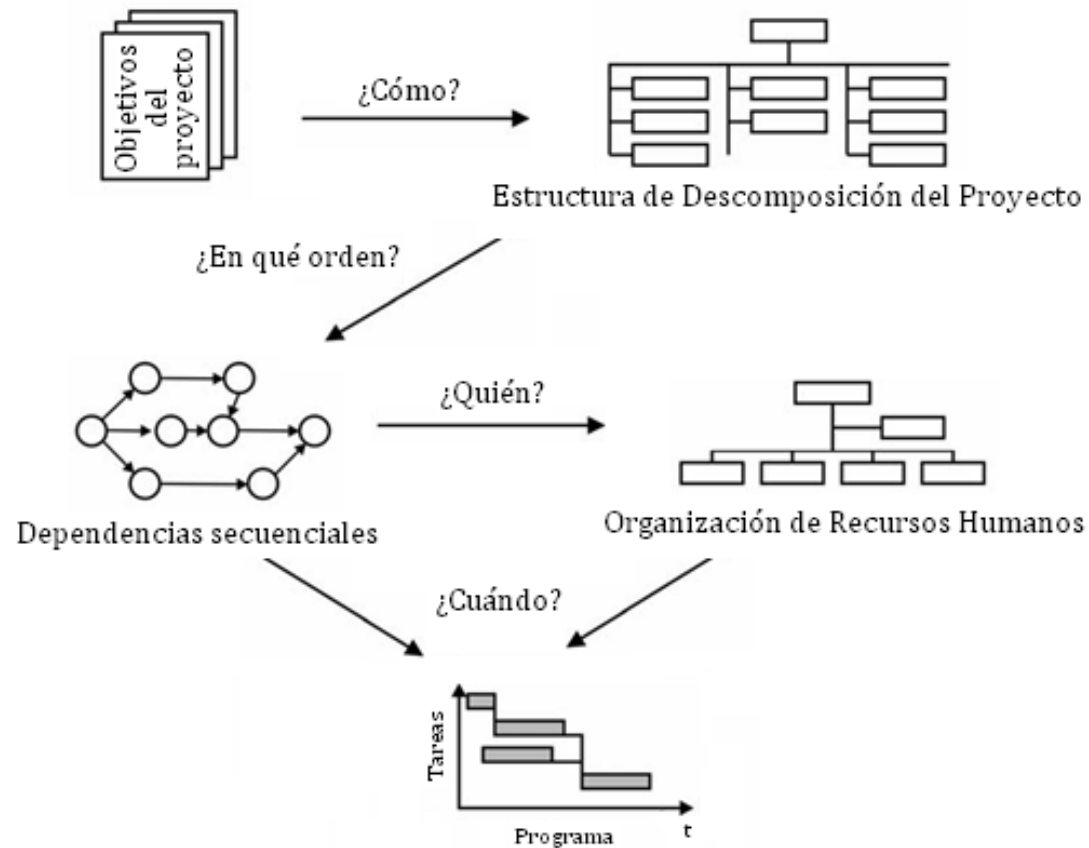 Objetivos
del
proyecto
¿Cómo?
Estructura de Descomposición del Proyecto
¿En qué orden?
¿Quién?
Dependencias secuenciales
Organización de Recursos Humanos
¿Cuándo?
Tareas
Programa
t